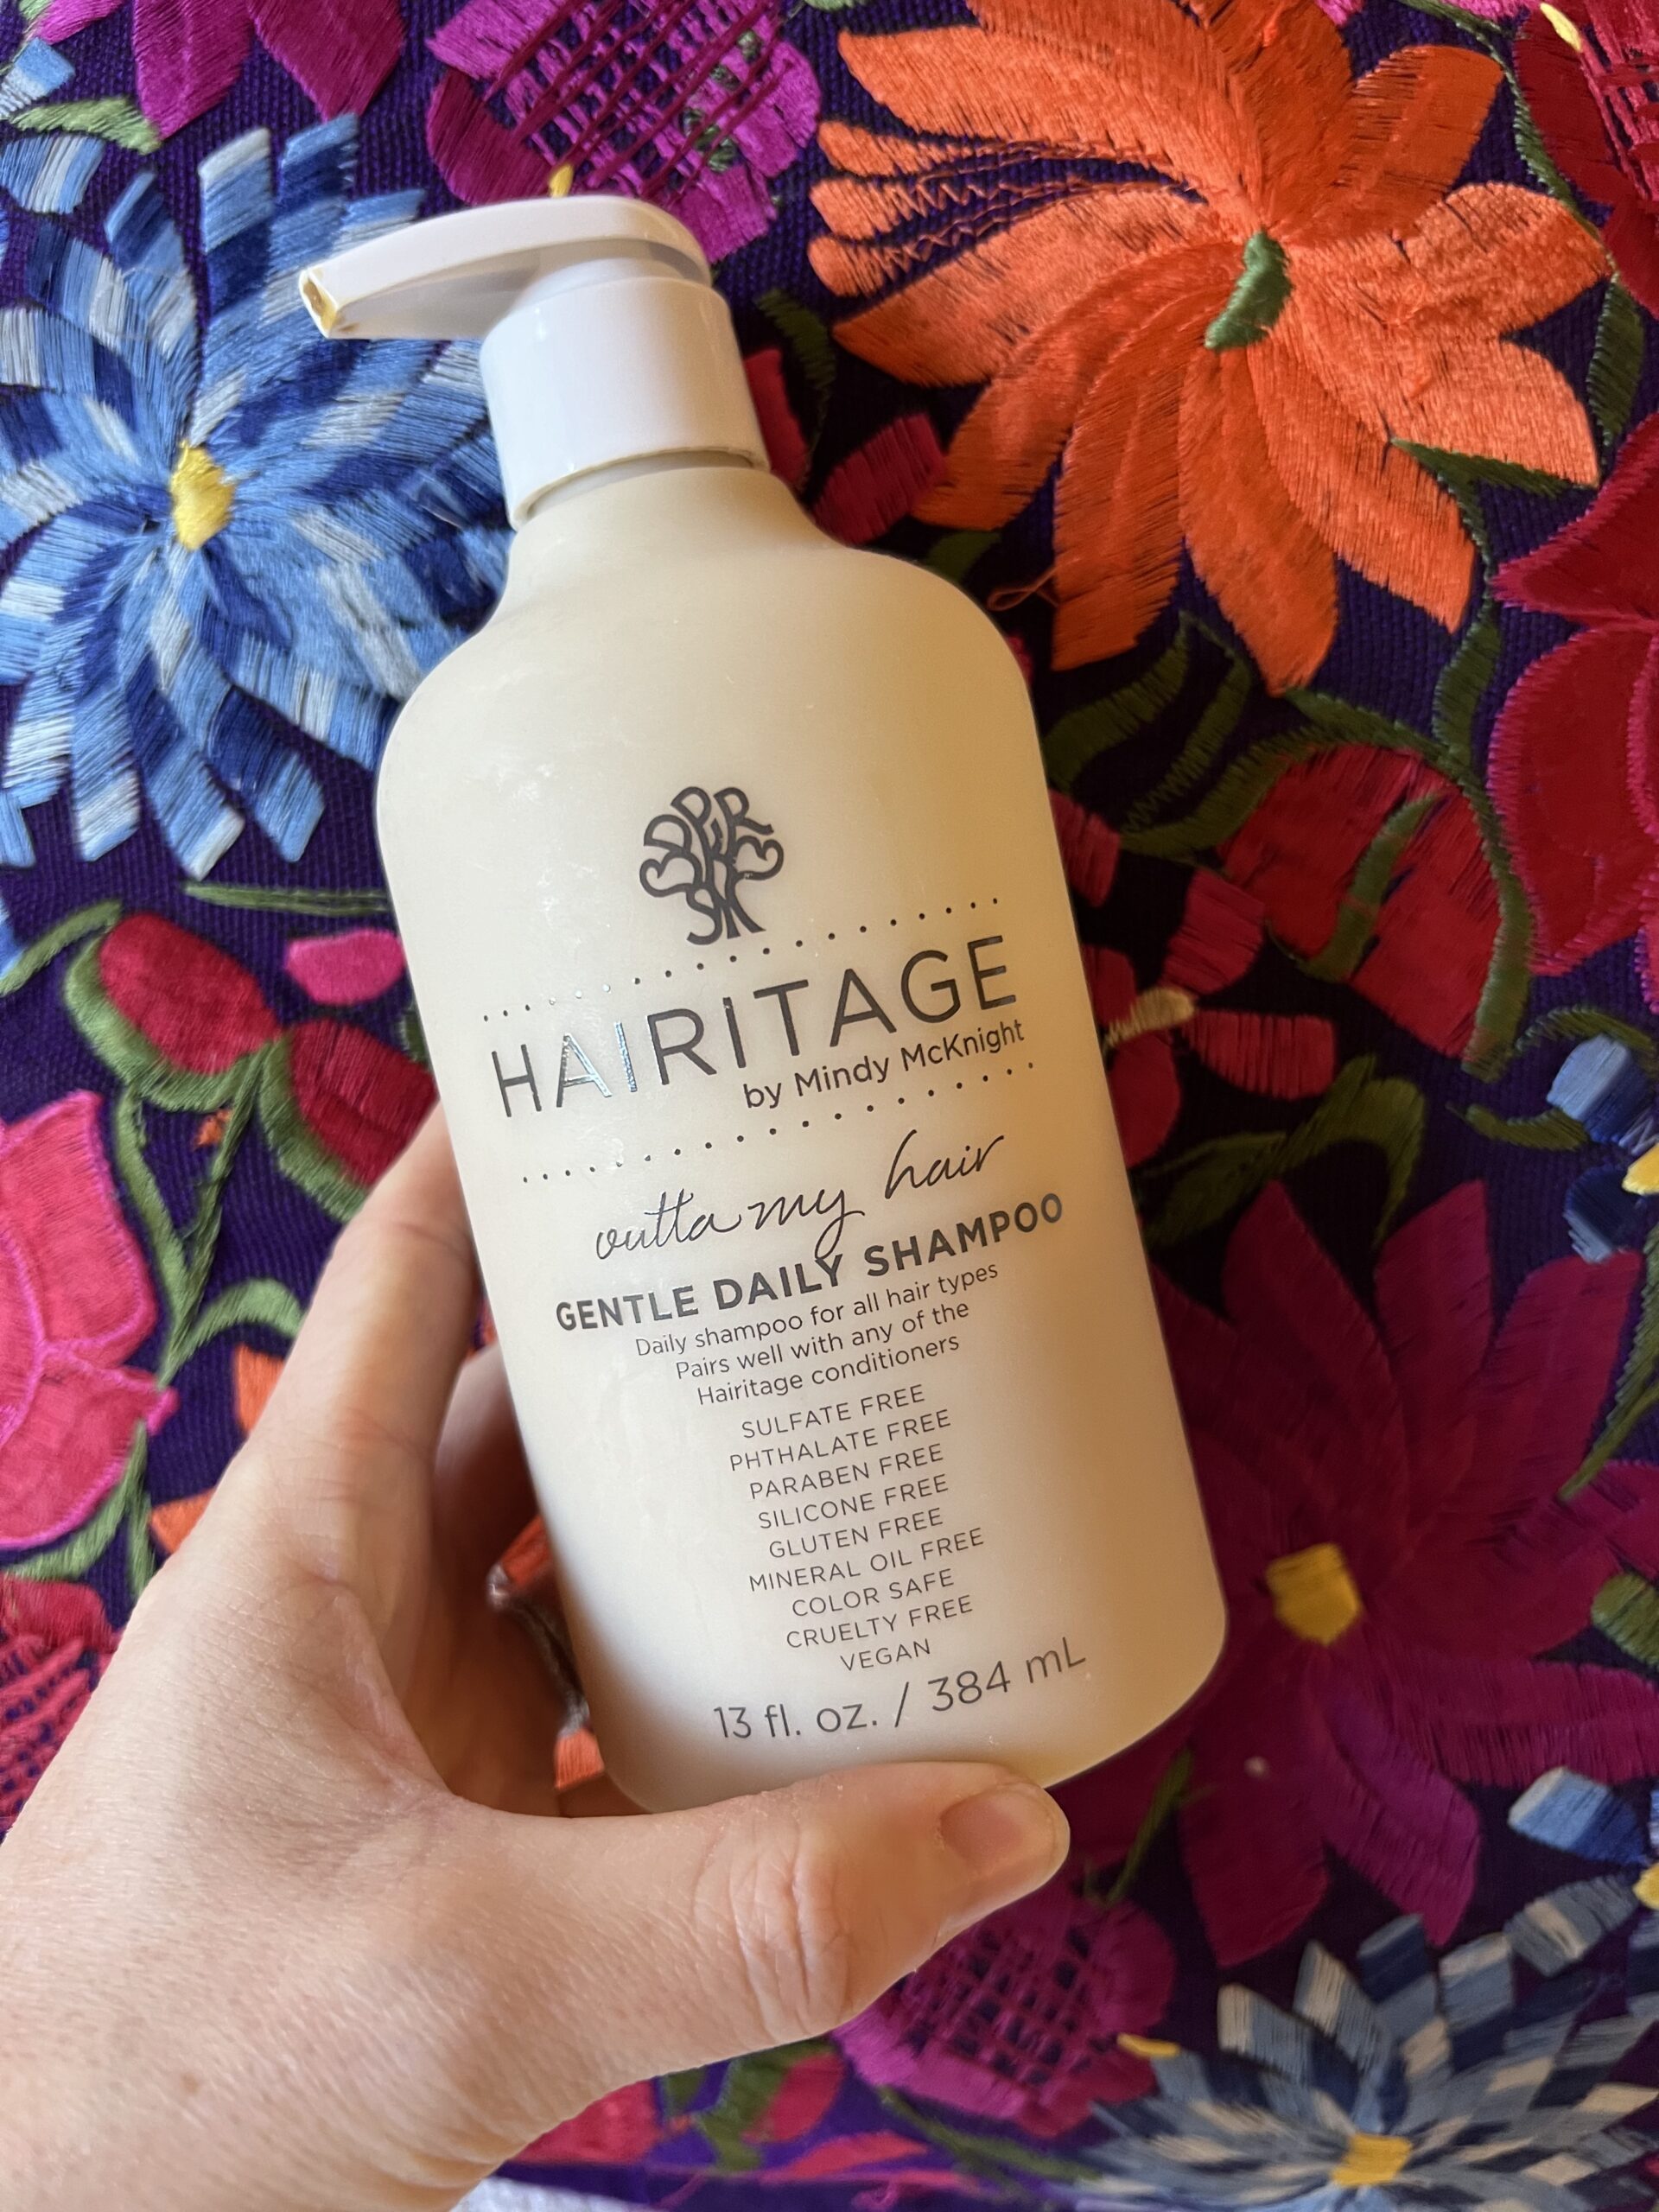 HAIRITAGE
by Mindy McKnight
outta my hair
GENTLE DAILY SHAMPOO
Daily shampoo for all hair types
Pairs well with any of the
Hairitage conditioners
SULFATE FREE
PHTHALATE FREE
PARABEN FREE
SILICONE FREE
GLUTEN FREE
MINERAL OIL FREE
COLOR SAFE
CRUELTY FREE
VEGAN
13 fl. oz. / 384 mL